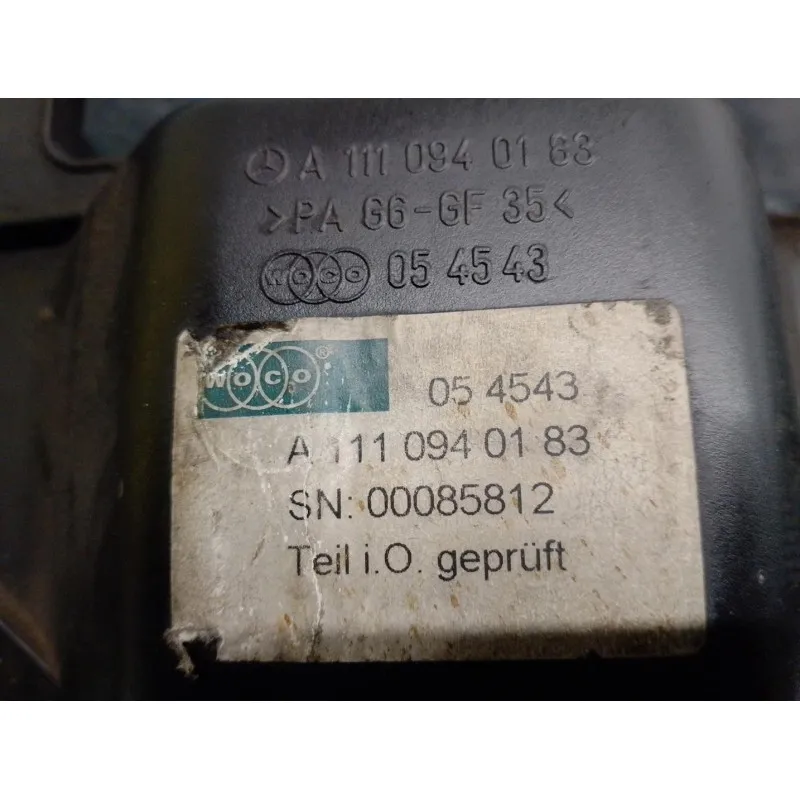 A 111 094 01 83
>PA G6-GF 35<
WOCO 05 45 43
WOCO ® 05 4543
A 111 094 01 83
SN: 00085812
Teil i.O. geprüft